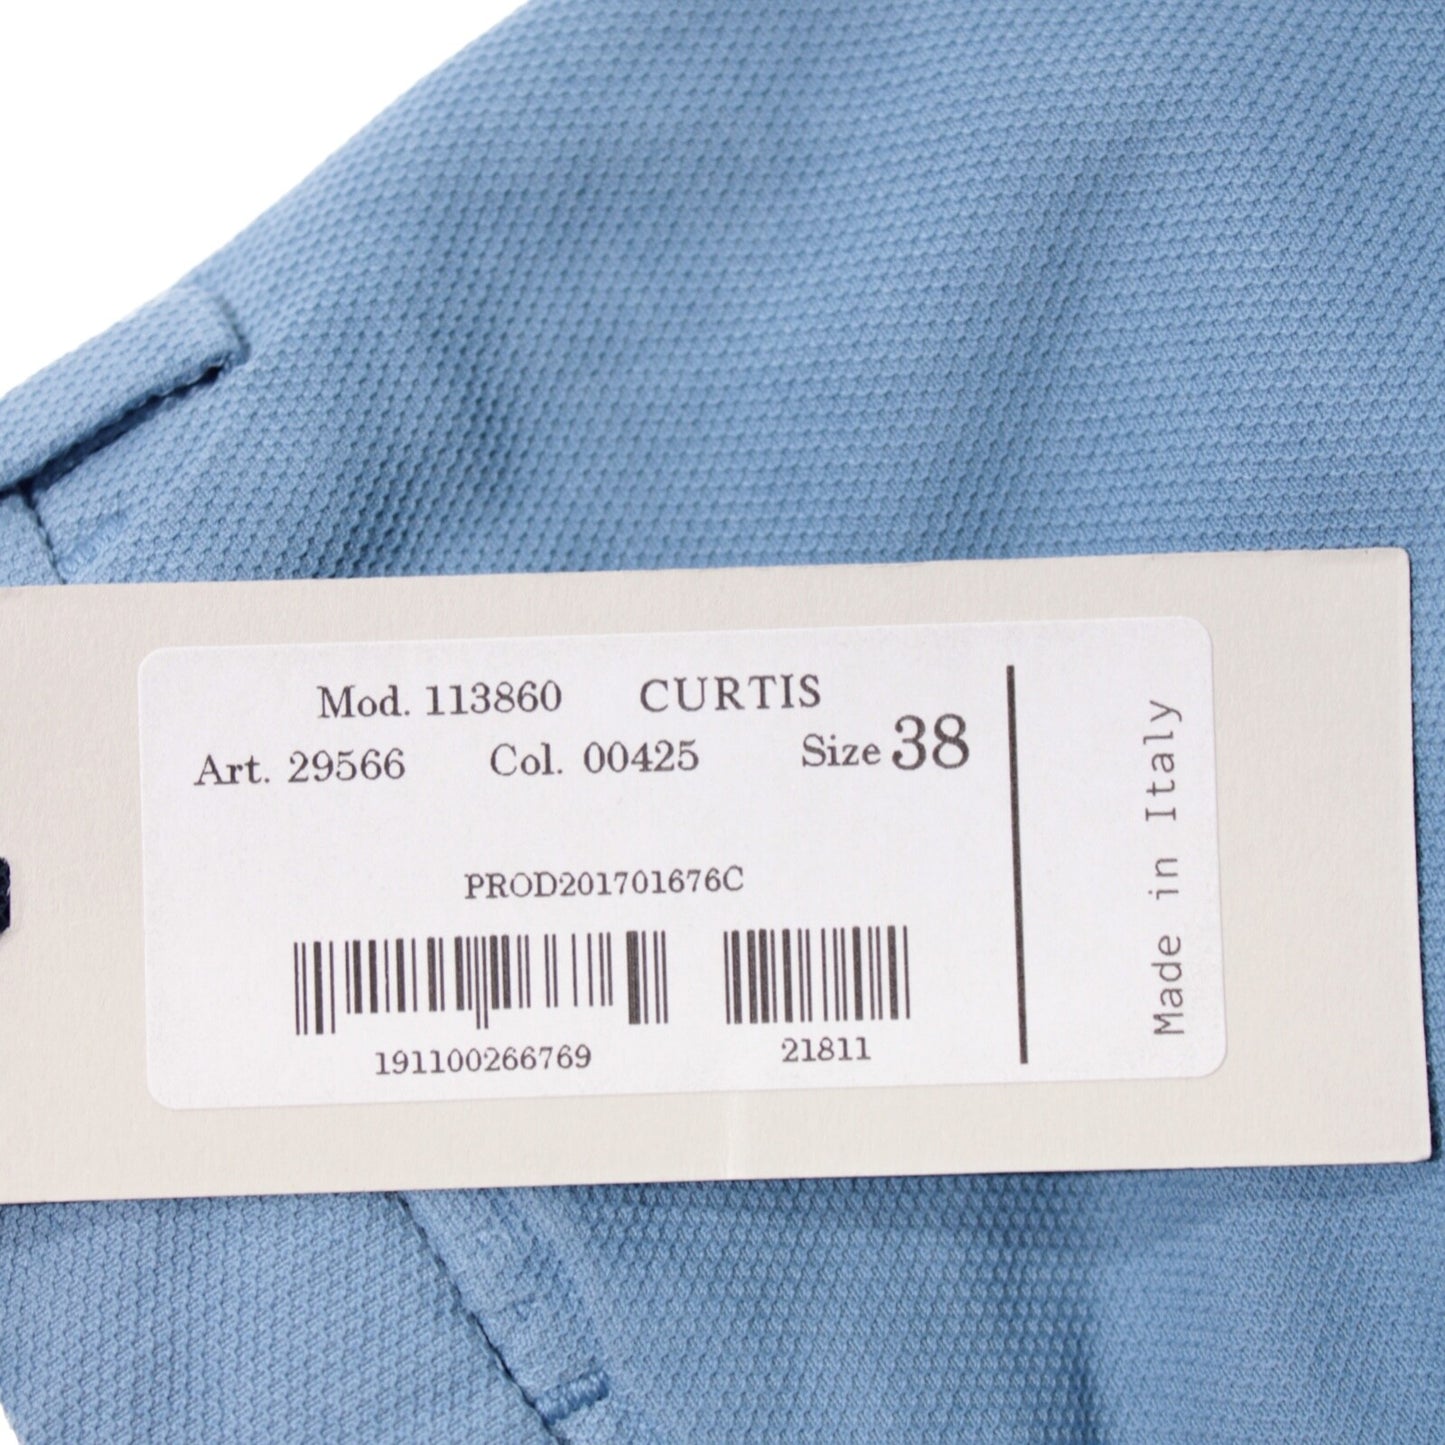 Mod. 113860 CURTIS
Art. 29566 Col. 00425 Size 38
PROD201701676C
191100266769 21811
Made in Italy